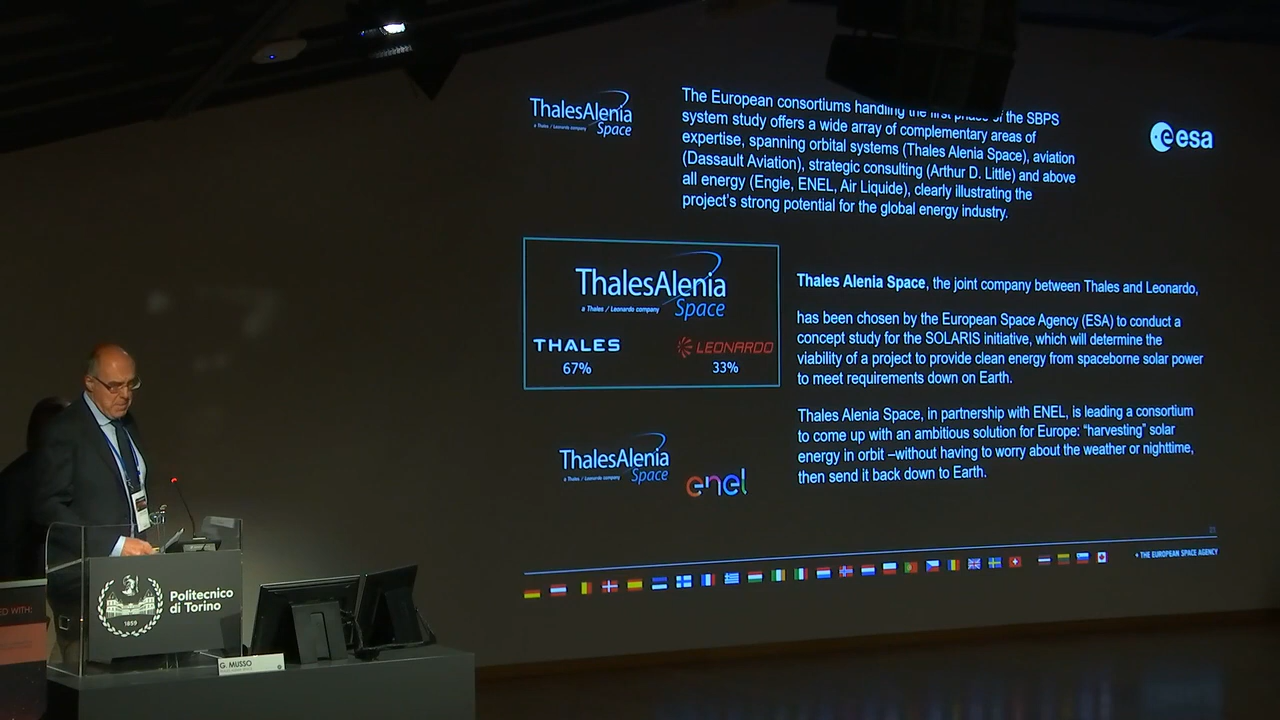 ThalesAlenia
a Thales / Leonardo company
Space
The European consortiums handling the first phase of the SBPS
system study offers a wide array of complementary areas of
expertise, spanning orbital systems (Thales Alenia Space), aviation
(Dassault Aviation), strategic consulting (Arthur D. Little) and above
all energy (Engie, ENEL, Air Liquide), clearly illustrating the
project's strong potential for the global energy industry.
esa
ThalesAlenia
a Thales / Leonardo company
Space
THALES
67%
LEONARDO
33%
Thales Alenia Space, the joint company between Thales and Leonardo,
has been chosen by the European Space Agency (ESA) to conduct a
concept study for the SOLARIS initiative, which will determine the
viability of a project to provide clean energy from spaceborne solar power
to meet requirements down on Earth.
ThalesAlenia
a Thales / Leonardo company
Space
enel
Thales Alenia Space, in partnership with ENEL, is leading a consortium
to come up with an ambitious solution for Europe: “harvesting” solar
energy in orbit –without having to worry about the weather or nighttime,
then send it back down to Earth.
→ THE EUROPEAN SPACE AGENCY
Politecnico
di Torino
1859
G. MUSSO
ED WITH: